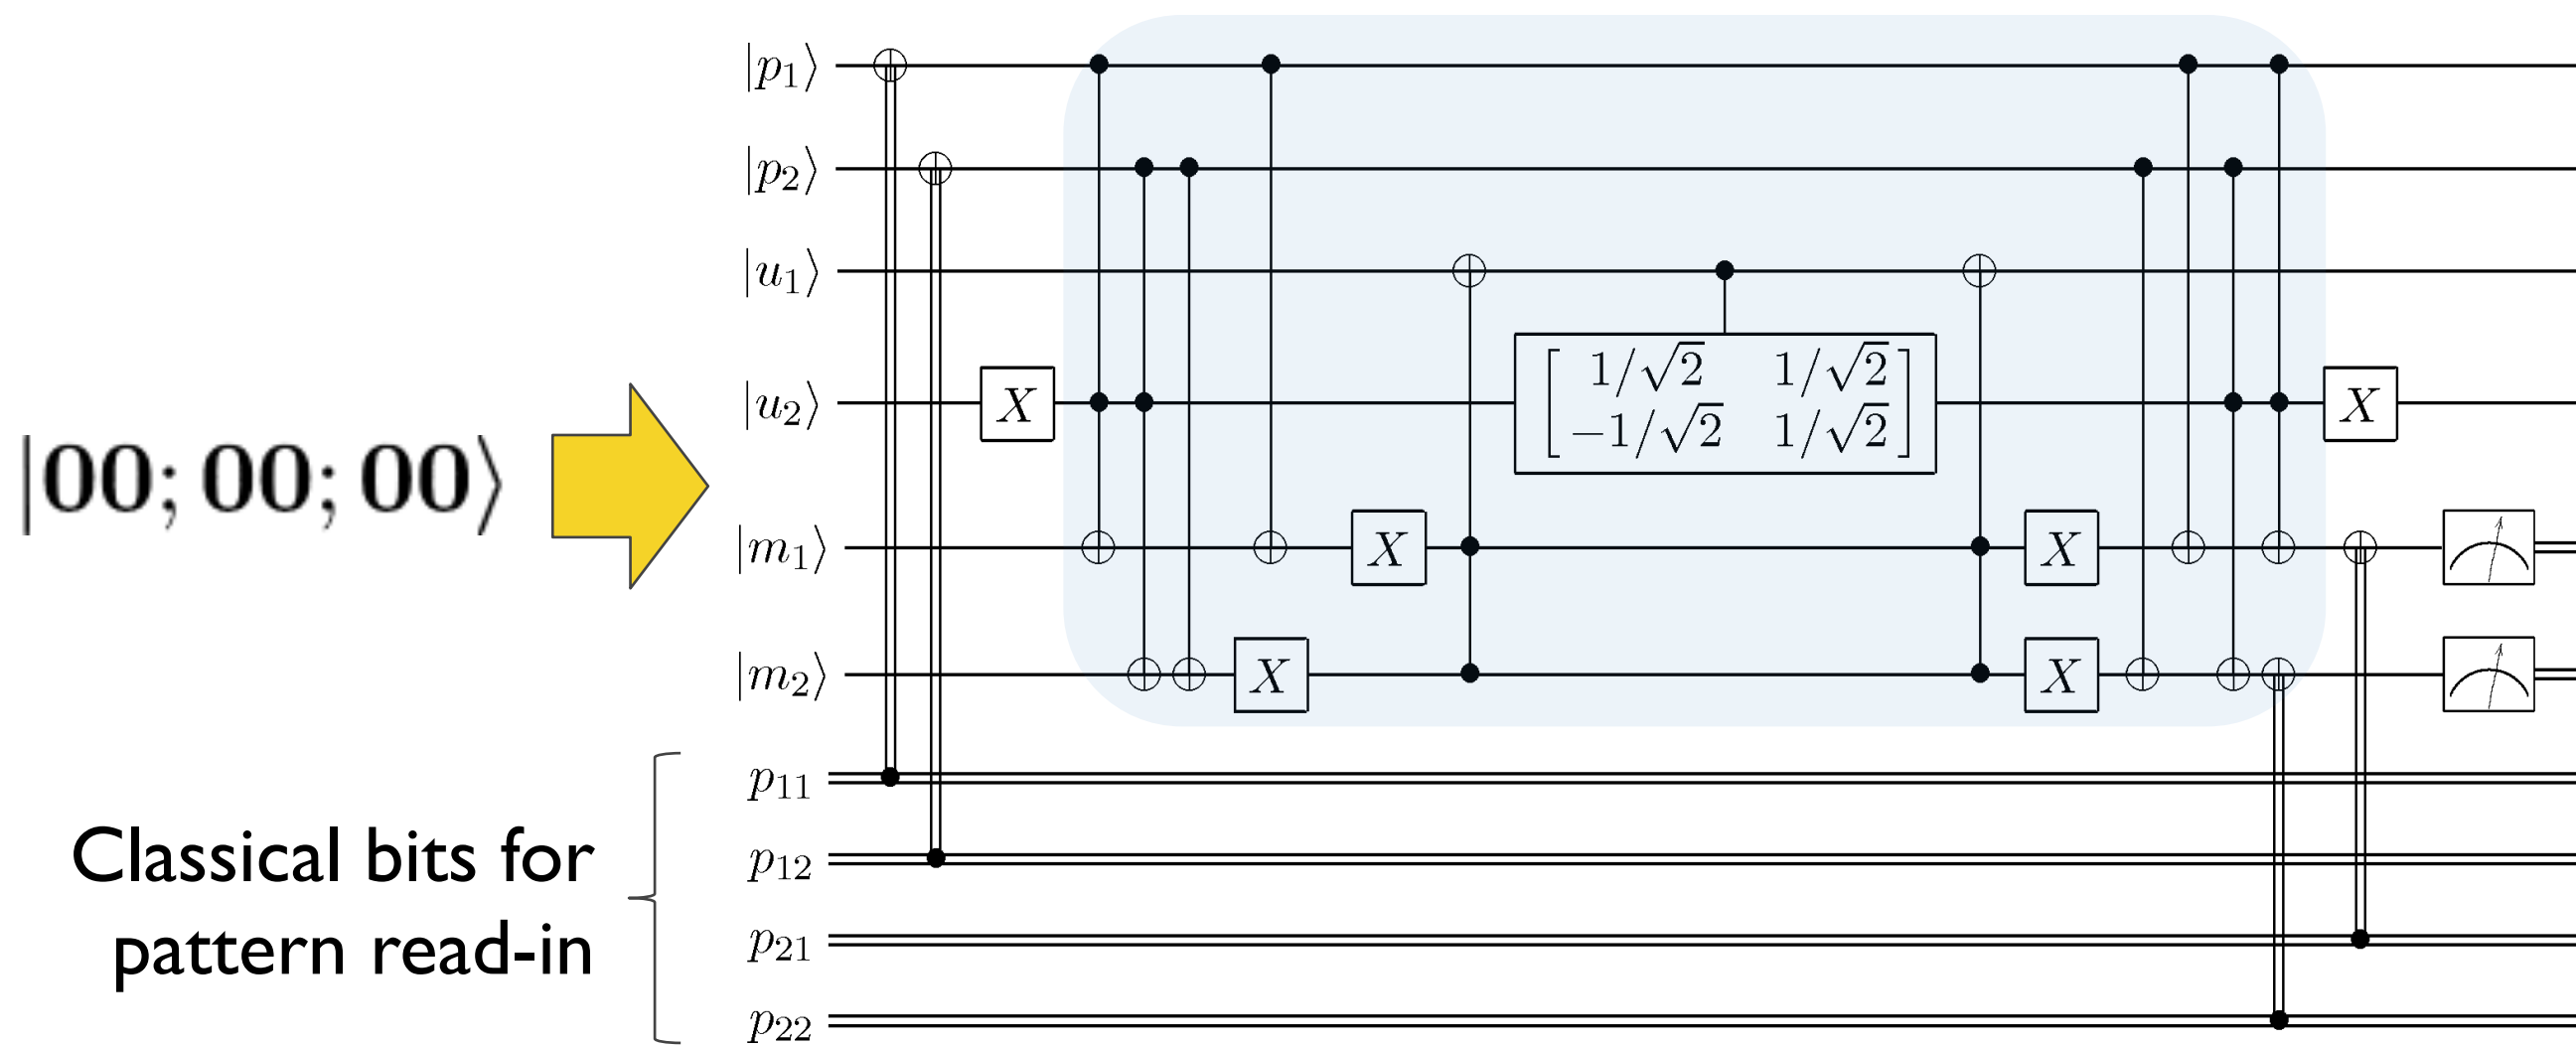 |p₁⟩
|p₂⟩
|u₁⟩
|u₂⟩ X [1/√2 1/√2 X
-1/√2 1/√2]
|00; 00; 00⟩
|m₁⟩ X X
|m₂⟩ X X
p₁₁
Classical bits for
p₁₂
pattern read-in
p₂₁
p₂₂